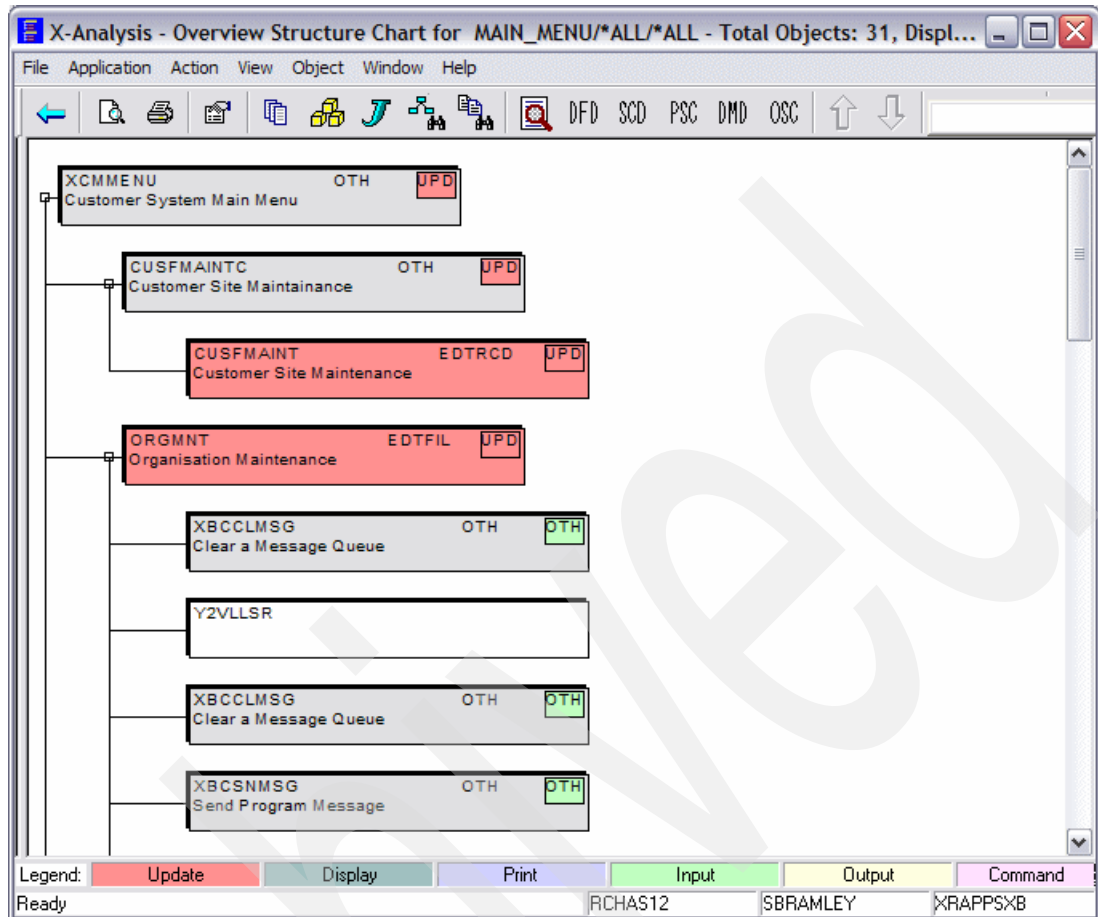 X-Analysis - Overview Structure Chart for MAIN_MENU/*ALL/*ALL - Total Objects: 31, Displ...
File Application Action View Object Window Help
DFD SCD PSC DMD OSC
XCMMENU OTH UPD
Customer System Main Menu
CUSFMAINTC OTH UPD
Customer Site Maintainance
CUSFMAINT EDTRCD UPD
Customer Site Maintenance
ORGMNT EDTFIL UPD
Organisation Maintenance
XBCCLMSG OTH OTH
Clear a Message Queue
Y2VLLSR
XBCCLMSG OTH OTH
Clear a Message Queue
XBCSNMSG OTH OTH
Send Program Message
Legend: Update Display Print Input Output Command
Ready RCHAS12 SBRAMLEY XRAPPSXB